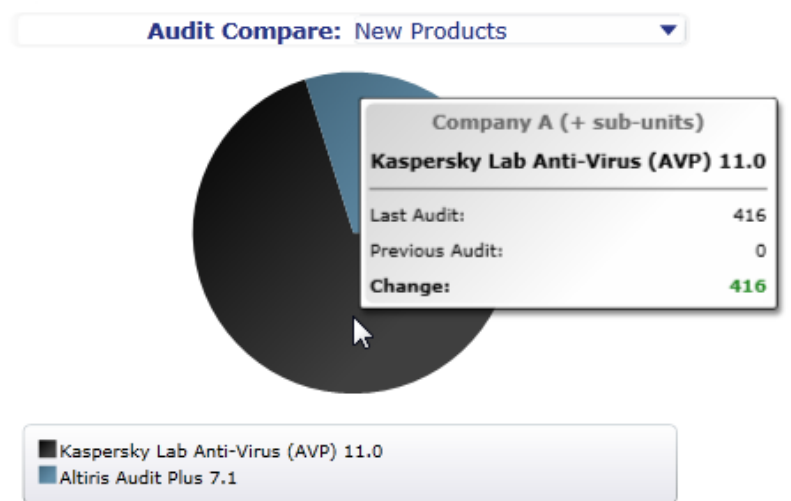 Audit Compare: New Products
Company A (+ sub-units)
Kaspersky Lab Anti-Virus (AVP) 11.0
Last Audit: 416
Previous Audit: 0
Change: 416
Kaspersky Lab Anti-Virus (AVP) 11.0
Altiris Audit Plus 7.1